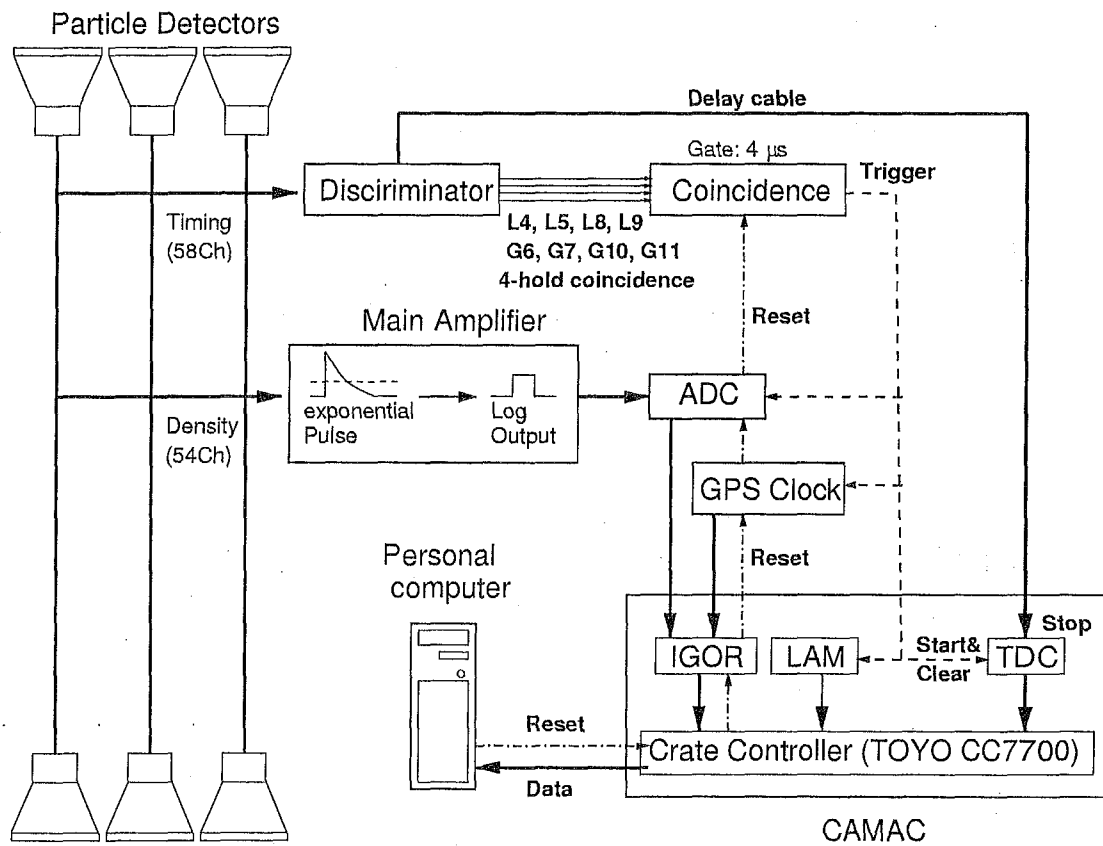 Particle Detectors
Delay cable
Gate: 4 μs
Trigger
Disciriminator
Coincidence
Timing
(58Ch)
L4, L5, L8, L9
G6, G7, G10, G11
4-hold coincidence
Reset
Main Amplifier
exponential
Pulse
Log
Output
ADC
Density
(54Ch)
GPS Clock
Personal
computer
Reset
Stop
IGOR
LAM
Start&
Clear
TDC
Reset
Crate Controller (TOYO CC7700)
Data
CAMAC